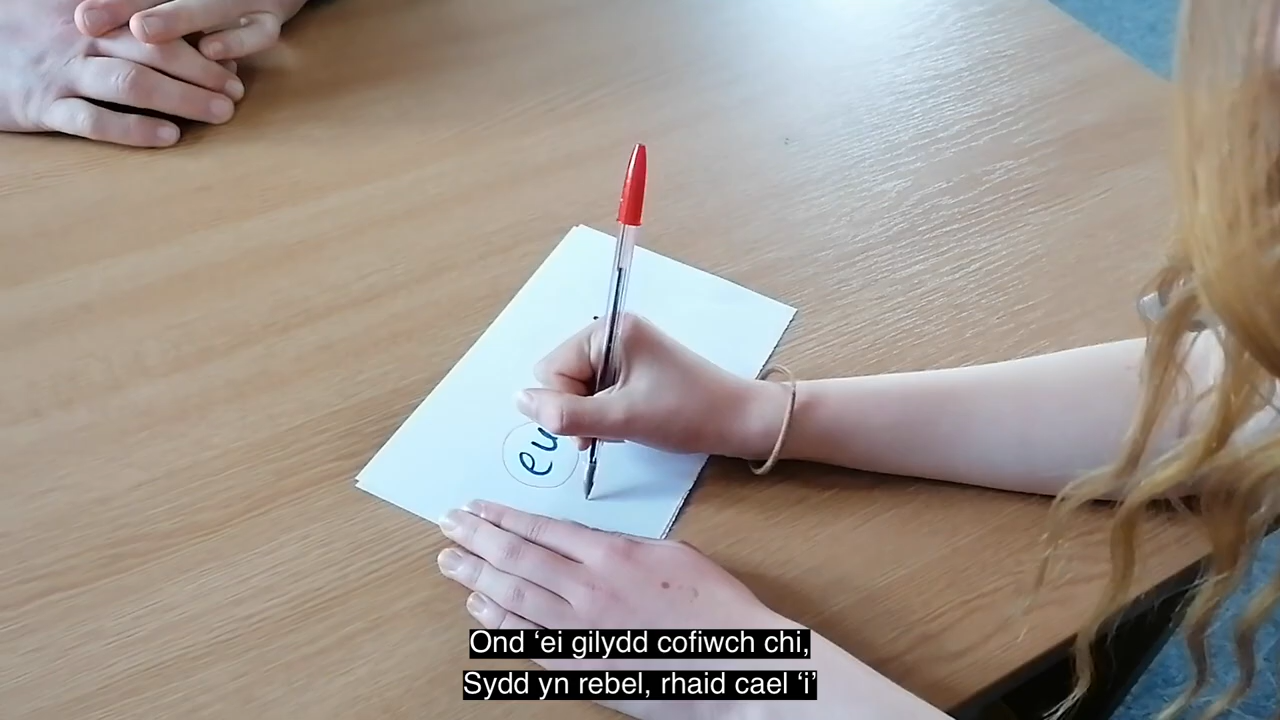 eu
Ond ‘ei gilydd cofiwch chi,
Sydd yn rebel, rhaid cael ‘i’